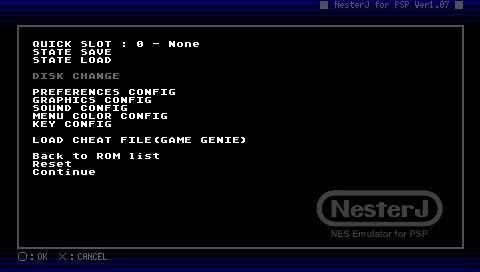 NesterJ for PSP Ver1.07
QUICK SLOT : 0 - None
STATE SAVE
STATE LOAD
DISK CHANGE
PREFERENCES CONFIG
GRAPHICS CONFIG
SOUND CONFIG
MENU COLOR CONFIG
KEY CONFIG
LOAD CHEAT FILE(GAME GENIE)
Back to ROM list
Reset
Continue
NesterJ
NES Emulator for PSP
○:OK ×:CANCEL